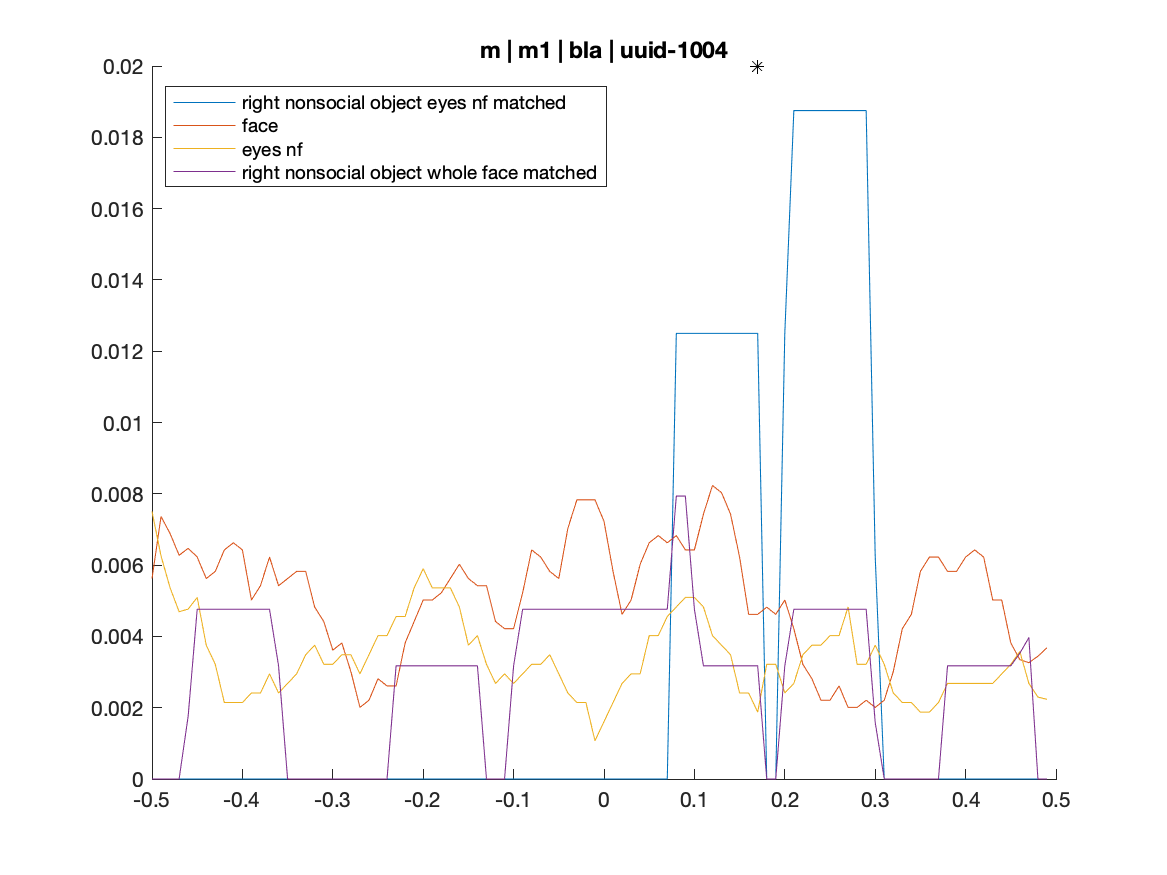 m | m1 | bla | uuid-1004
right nonsocial object eyes nf matched
face
eyes nf
right nonsocial object whole face matched
0.02
0.018
0.016
0.014
0.012
0.01
0.008
0.006
0.004
0.002
0
-0.5 -0.4 -0.3 -0.2 -0.1 0 0.1 0.2 0.3 0.4 0.5